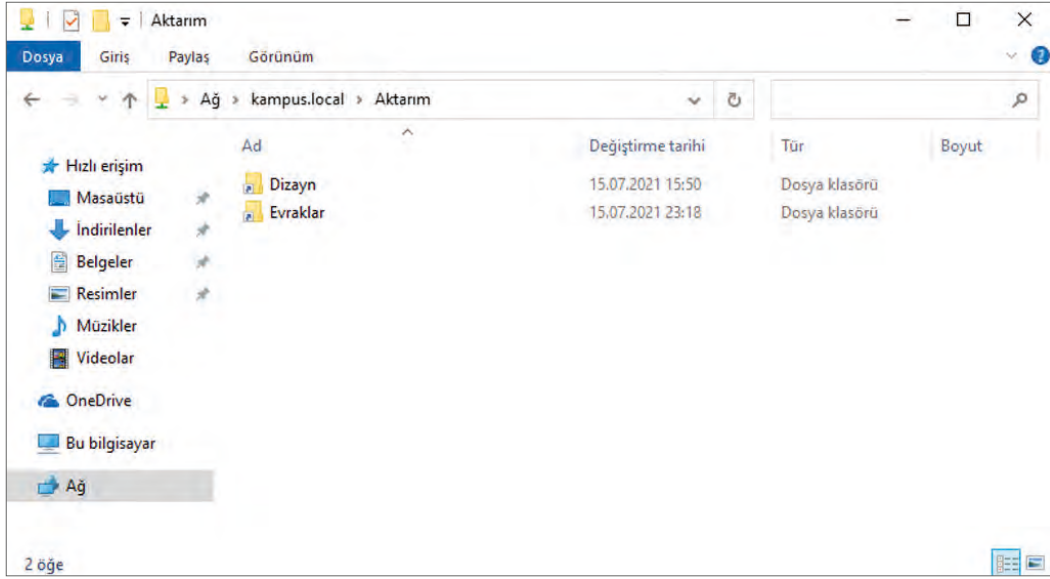 Aktarım
Dosya Giriş Paylaş Görünüm
Ağ > kampus.local > Aktarım
Ad Değiştirme tarihi Tür Boyut
Dizayn 15.07.2021 15:50 Dosya klasörü
Evraklar 15.07.2021 23:18 Dosya klasörü
Hızlı erişim
Masaüstü
İndirilenler
Belgeler
Resimler
Müzikler
Videolar
OneDrive
Bu bilgisayar
Ağ
2 öğe